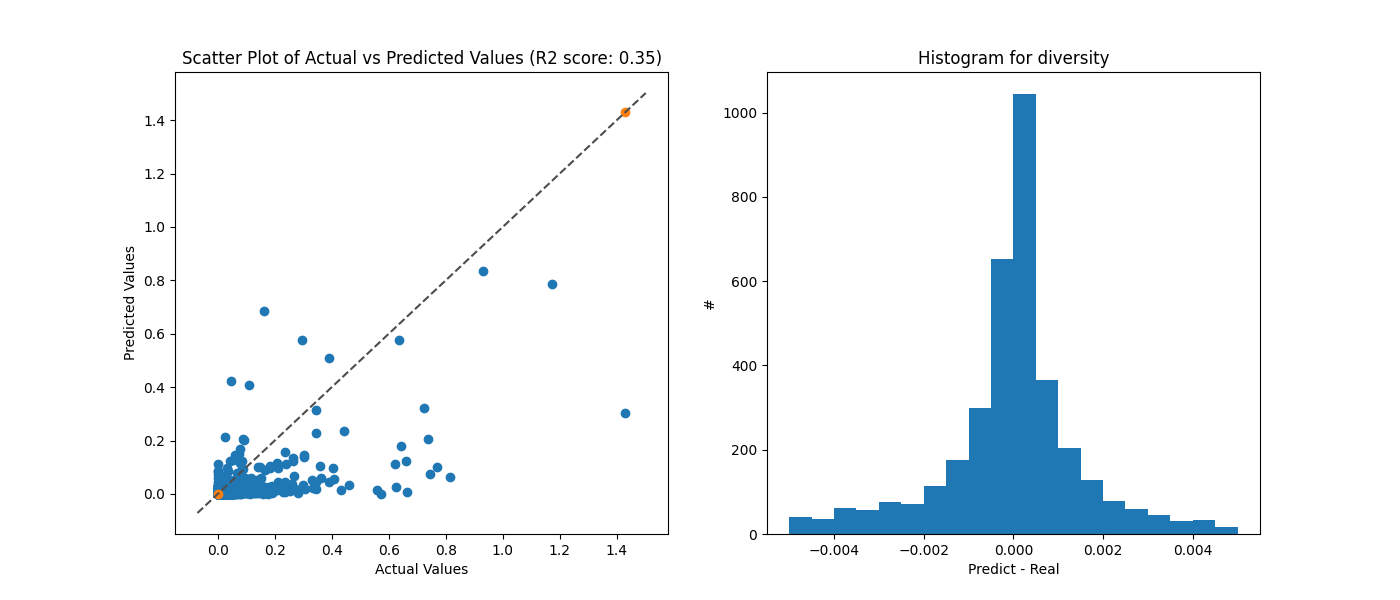 Scatter Plot of Actual vs Predicted Values (R2 score: 0.35)
Predicted Values
1.4
1.2
1.0
0.8
0.6
0.4
0.2
0.0
0.0 0.2 0.4 0.6 0.8 1.0 1.2 1.4
Actual Values
Histogram for diversity
#
1000
800
600
400
200
0
−0.004 −0.002 0.000 0.002 0.004
Predict - Real